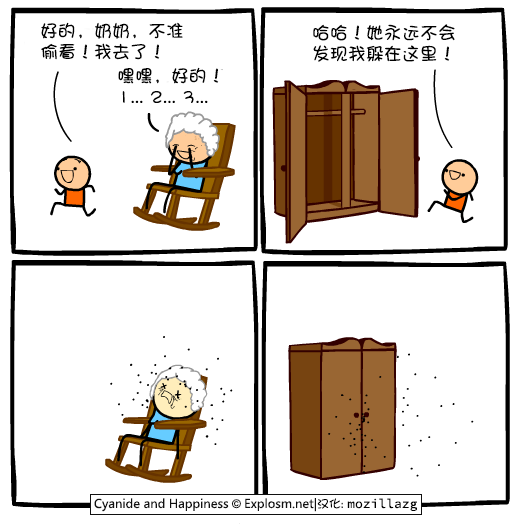 好的，奶奶，不准
偷看！我去了！
嘿嘿，好的！
1... 2... 3...
哈哈！她永远不会
发现我躲在这里！
Cyanide and Happiness © Explosm.net|汉化: mozillazg